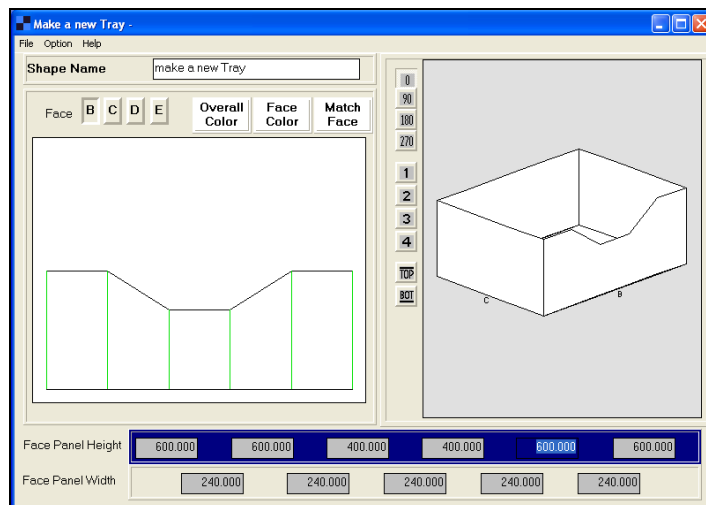 Make a new Tray -
File Option Help
Shape Name make a new Tray
Face B C D E Overall Color Face Color Match Face
0
90
180
270
1
2
3
4
TOP
BOT
C B
Face Panel Height 600.000 600.000 400.000 400.000 600.000 600.000
Face Panel Width 240.000 240.000 240.000 240.000 240.000